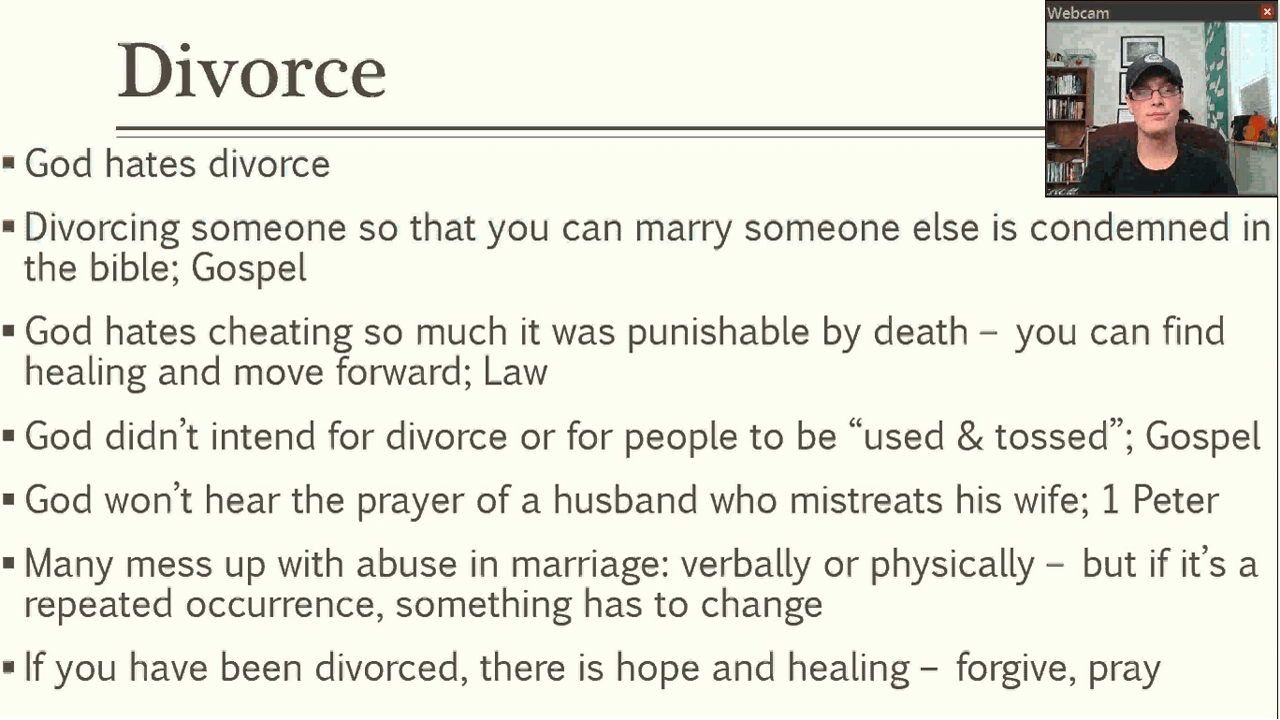 Webcam
Divorce
▪ God hates divorce
▪ Divorcing someone so that you can marry someone else is condemned in
the bible; Gospel
▪ God hates cheating so much it was punishable by death – you can find
healing and move forward; Law
▪ God didn’t intend for divorce or for people to be “used & tossed”; Gospel
▪ God won’t hear the prayer of a husband who mistreats his wife; 1 Peter
▪ Many mess up with abuse in marriage: verbally or physically – but if it’s a
repeated occurrence, something has to change
▪ If you have been divorced, there is hope and healing – forgive, pray